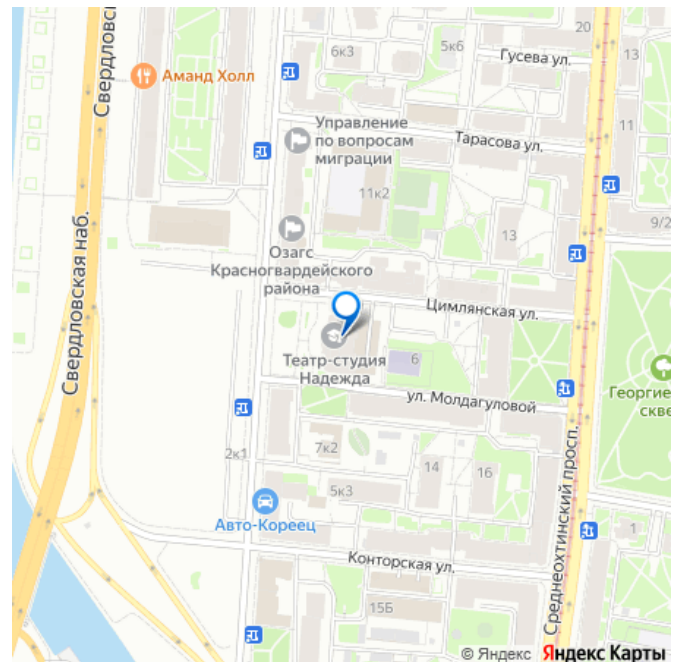 Свердловск
6к3
5к6
20
13
Гусева ул.
Аманд Холл
Управление
по вопросам
миграции
Тарасова ул.
11
11к2
9/2
13
Озагс
Красногвардейского
района
Цимлянская ул.
Свердловская наб.
Театр-студия
Надежда
6
Георгие
скве
ул. Молдагуловой
7к2
2к1
14
16
5к3
Авто-Кореец
Среднеохтинский просп.
1
Конторская ул.
15Б
© Яндекс Яндекс Карты